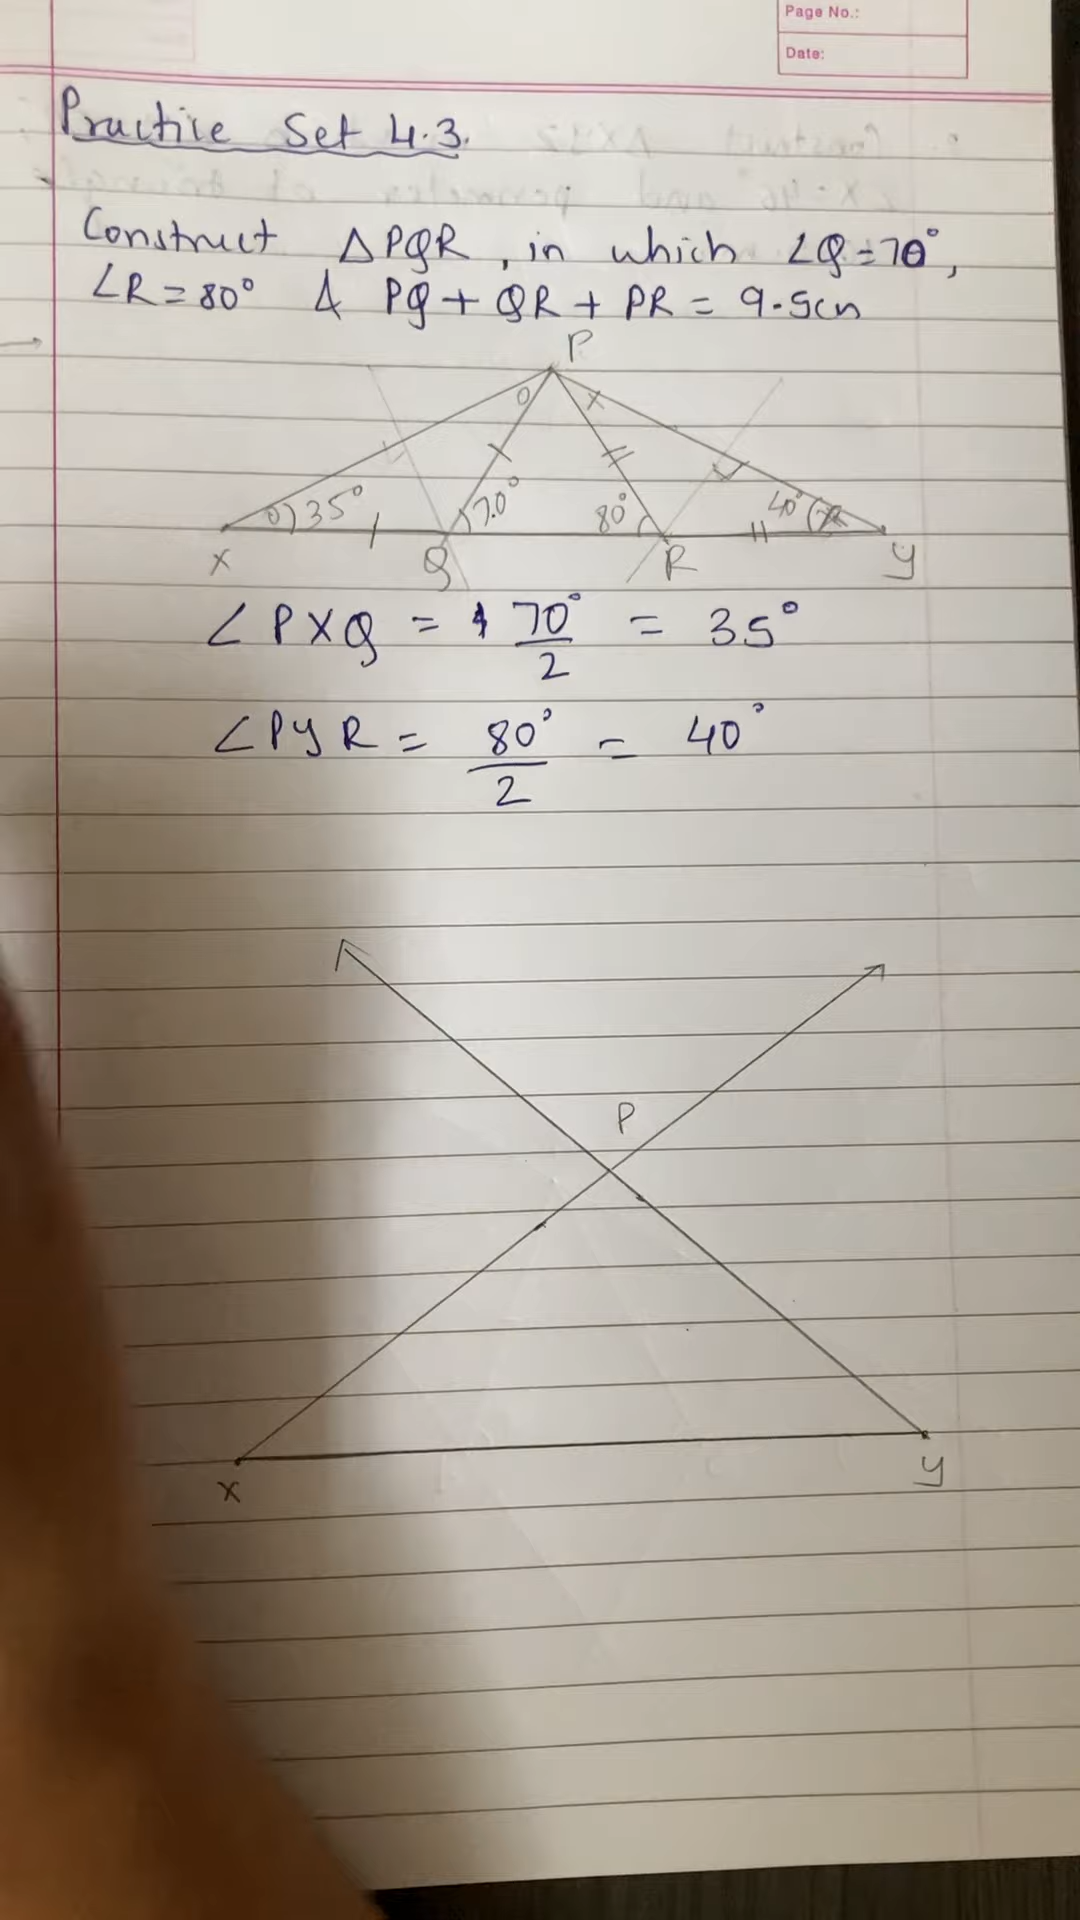 Page No.:
Date:
Practice Set 4.3.
Construct △PQR, in which ∠Q=70°,
∠R=80° & PQ+QR+PR=9.5cm
P
o x
o 35° 70° 80° 40° x
x Q R y
∠PXQ = 70°/2 = 35°
∠PYR = 80°/2 = 40°
P
x y